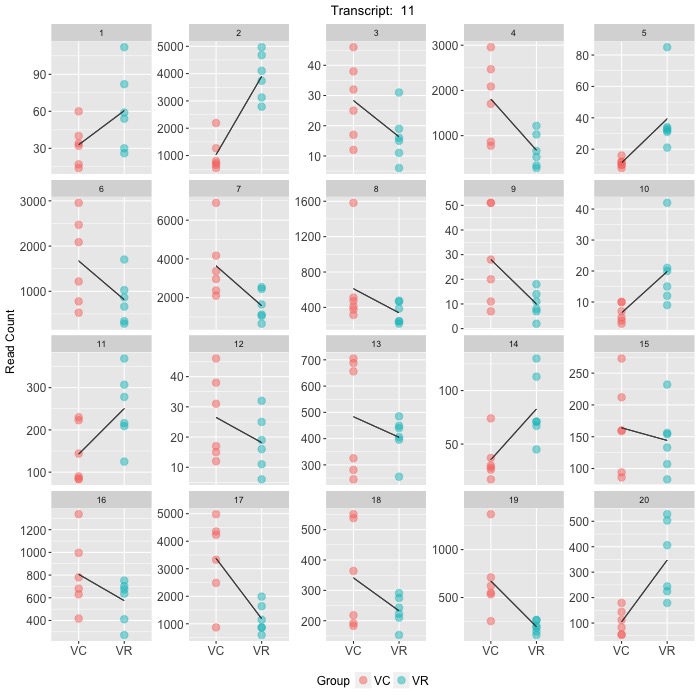 Transcript: 11
1 2 3 4 5
90 60 30
5000 4000 3000 2000 1000
40 30 20 10
3000 2000 1000
80 60 40 20
6 7 8 9 10
3000 2000 1000
6000 4000 2000
1600 1200 800 400
50 40 30 20 10 0
40 30 20 10
Read Count
11 12 13 14 15
300 200 100
40 30 20 10
700 600 500 400 300
100 50
250 200 150 100
16 17 18 19 20
1200 1000 800 600 400
5000 4000 3000 2000 1000
500 400 300 200
1000 500
500 400 300 200 100
VC VR VC VR VC VR VC VR VC VR
Group VC VR